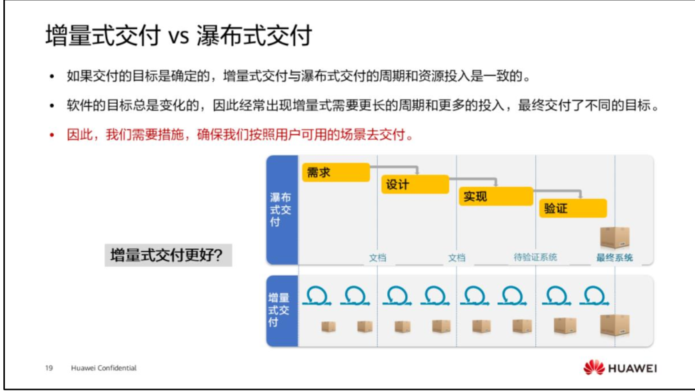 增量式交付 vs 瀑布式交付
• 如果交付的目标是确定的，增量式交付与瀑布式交付的周期和资源投入是一致的。
• 软件的目标总是变化的，因此经常出现增量式需要更长的周期和更多的投入，最终交付了不同的目标。
• 因此，我们需要措施，确保我们按照用户可用的场景去交付。
增量式交付更好？
瀑布
式交
付
需求
设计
实现
验证
文档
文档
待验证系统
最终系统
增量
式交
付
19 Huawei Confidential
HUAWEI